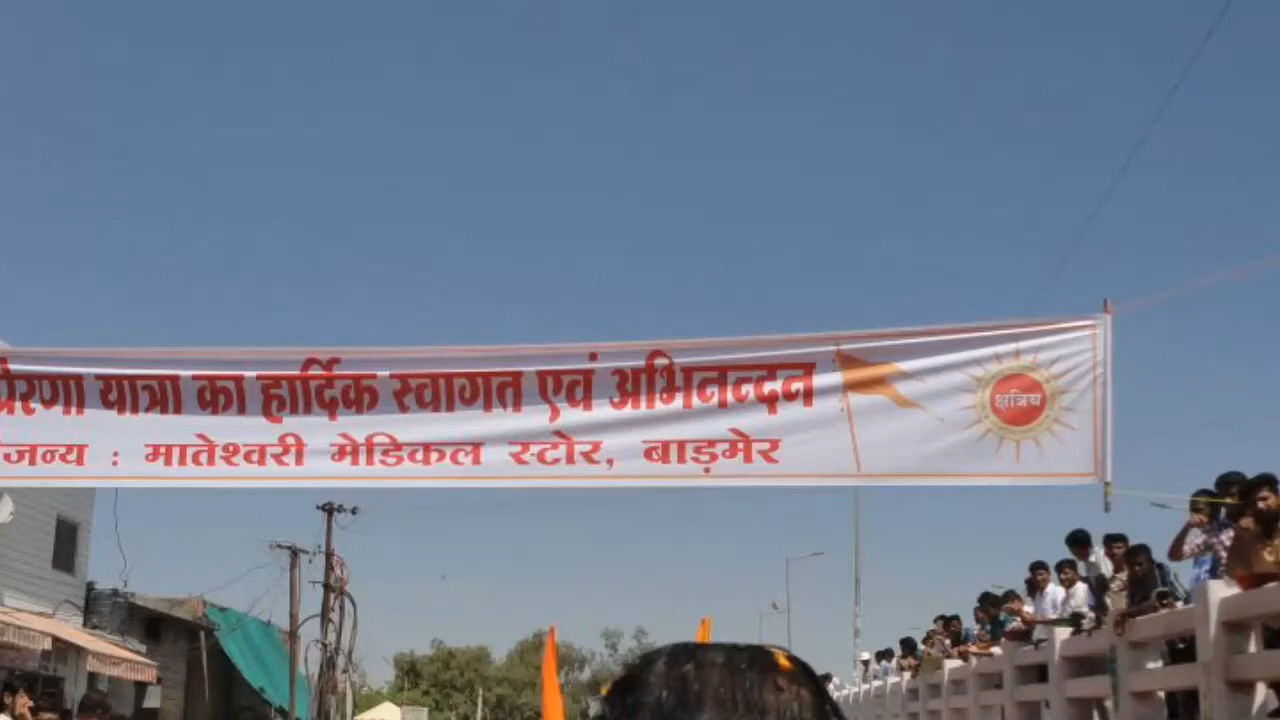 प्रेरणा यात्रा का हार्दिक स्वागत एवं अभिनन्दन
क्षत्रिय
जन्य : मातेश्वरी मेडिकल स्टोर, बाड़मेर